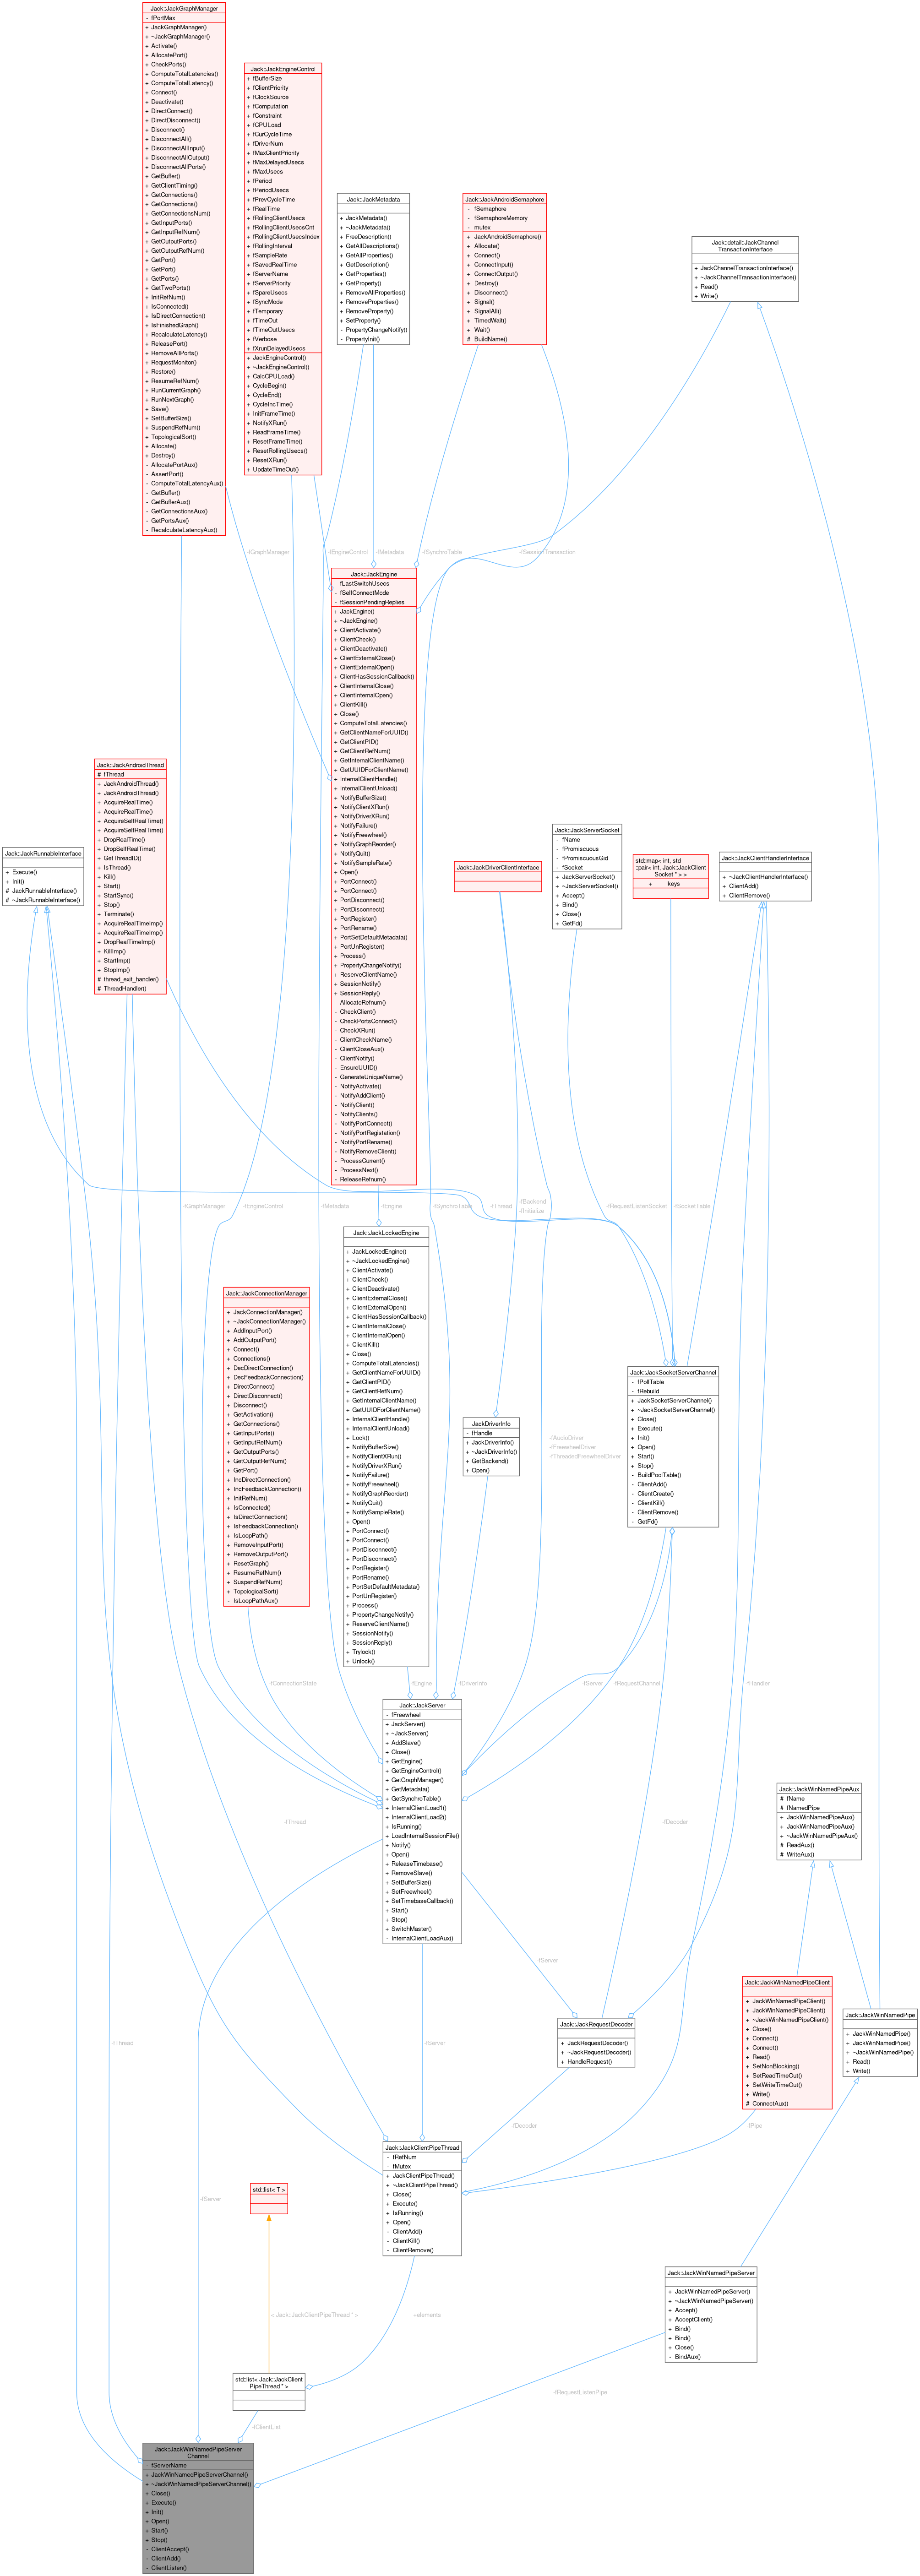 Jack::JackGraphManager
- fPortMax
+ JackGraphManager()
+ ~JackGraphManager()
+ Activate()
+ AllocatePort()
+ CheckPorts()
+ ComputeTotalLatencies()
+ ComputeTotalLatency()
+ Connect()
+ Deactivate()
+ DirectConnect()
+ DirectDisconnect()
+ Disconnect()
+ DisconnectAll()
+ DisconnectAllInput()
+ DisconnectAllOutput()
+ DisconnectAllPorts()
+ GetBuffer()
+ GetClientTiming()
+ GetConnections()
+ GetConnections()
+ GetConnectionsNum()
+ GetInputPorts()
+ GetInputRefNum()
+ GetOutputPorts()
+ GetOutputRefNum()
+ GetPort()
+ GetPort()
+ GetPorts()
+ GetTwoPorts()
+ InitRefNum()
+ IsConnected()
+ IsDirectConnection()
+ IsFinishedGraph()
+ RecalculateLatency()
+ ReleasePort()
+ RemoveAllPorts()
+ RequestMonitor()
+ Restore()
+ ResumeRefNum()
+ RunCurrentGraph()
+ RunNextGraph()
+ Save()
+ SetBufferSize()
+ SuspendRefNum()
+ TopologicalSort()
+ Allocate()
+ Destroy()
- AllocatePortAux()
- AssertPort()
- ComputeTotalLatencyAux()
- GetBuffer()
- GetBufferAux()
- GetConnectionsAux()
- GetPortsAux()
- RecalculateLatencyAux()
Jack::JackEngineControl
+ fBufferSize
+ fClientPriority
+ fClockSource
+ fComputation
+ fConstraint
+ fCPULoad
+ fCurCycleTime
+ fDriverNum
+ fMaxClientPriority
+ fMaxDelayedUsecs
+ fMaxUsecs
+ fPeriod
+ fPeriodUsecs
+ fPrevCycleTime
+ fRealTime
+ fRollingClientUsecs
+ fRollingClientUsecsCnt
+ fRollingClientUsecsIndex
+ fRollingInterval
+ fSampleRate
+ fSavedRealTime
+ fServerName
+ fServerPriority
+ fSpareUsecs
+ fSyncMode
+ fTemporary
+ fTimeOut
+ fTimeOutUsecs
+ fVerbose
+ fXrunDelayedUsecs
+ JackEngineControl()
+ ~JackEngineControl()
+ CalcCPULoad()
+ CycleBegin()
+ CycleEnd()
+ CycleIncTime()
+ InitFrameTime()
+ NotifyXRun()
+ ReadFrameTime()
+ ResetFrameTime()
+ ResetRollingUsecs()
+ ResetXRun()
+ UpdateTimeOut()
Jack::JackMetadata
+ JackMetadata()
+ ~JackMetadata()
+ FreeDescription()
+ GetAllDescriptions()
+ GetAllProperties()
+ GetDescription()
+ GetProperties()
+ GetProperty()
+ RemoveAllProperties()
+ RemoveProperties()
+ RemoveProperty()
+ SetProperty()
- PropertyChangeNotify()
- PropertyInit()
Jack::JackAndroidSemaphore
- fSemaphore
- fSemaphoreMemory
- mutex
+ JackAndroidSemaphore()
+ Allocate()
+ Connect()
+ ConnectInput()
+ ConnectOutput()
+ Destroy()
+ Disconnect()
+ Signal()
+ SignalAll()
+ TimedWait()
+ Wait()
# BuildName()
Jack::detail::JackChannel
TransactionInterface
+ JackChannelTransactionInterface()
+ ~JackChannelTransactionInterface()
+ Read()
+ Write()
-fGraphManager
-fEngineControl
-fMetadata
-fSynchroTable
-fSessionTransaction
Jack::JackEngine
- fLastSwitchUsecs
- fSelfConnectMode
- fSessionPendingReplies
+ JackEngine()
+ ~JackEngine()
+ ClientActivate()
+ ClientCheck()
+ ClientDeactivate()
+ ClientExternalClose()
+ ClientExternalOpen()
+ ClientHasSessionCallback()
+ ClientInternalClose()
+ ClientInternalOpen()
+ ClientKill()
+ Close()
+ ComputeTotalLatencies()
+ GetClientNameForUUID()
+ GetClientPID()
+ GetClientRefNum()
+ GetInternalClientName()
+ GetUUIDForClientName()
+ InternalClientHandle()
+ InternalClientUnload()
+ NotifyBufferSize()
+ NotifyClientXRun()
+ NotifyDriverXRun()
+ NotifyFailure()
+ NotifyFreewheel()
+ NotifyGraphReorder()
+ NotifyQuit()
+ NotifySampleRate()
+ Open()
+ PortConnect()
+ PortConnect()
+ PortDisconnect()
+ PortDisconnect()
+ PortRegister()
+ PortRename()
+ PortSetDefaultMetadata()
+ PortUnRegister()
+ Process()
+ PropertyChangeNotify()
+ ReserveClientName()
+ SessionNotify()
+ SessionReply()
- AllocateRefnum()
- CheckClient()
- CheckPortsConnect()
- CheckXRun()
- ClientCheckName()
- ClientCloseAux()
- ClientNotify()
- EnsureUUID()
- GenerateUniqueName()
- NotifyActivate()
- NotifyAddClient()
- NotifyClient()
- NotifyClients()
- NotifyPortConnect()
- NotifyPortRegistation()
- NotifyPortRename()
- NotifyRemoveClient()
- ProcessCurrent()
- ProcessNext()
- ReleaseRefnum()
Jack::JackAndroidThread
# fThread
+ JackAndroidThread()
+ JackAndroidThread()
+ AcquireRealTime()
+ AcquireRealTime()
+ AcquireSelfRealTime()
+ AcquireSelfRealTime()
+ DropRealTime()
+ DropSelfRealTime()
+ GetThreadID()
+ IsThread()
+ Kill()
+ Start()
+ StartSync()
+ Stop()
+ Terminate()
+ AcquireRealTimeImp()
+ AcquireRealTimeImp()
+ DropRealTimeImp()
+ KillImp()
+ StartImp()
+ StopImp()
# thread_exit_handler()
# ThreadHandler()
Jack::JackRunnableInterface
+ Execute()
+ Init()
# JackRunnableInterface()
# ~JackRunnableInterface()
Jack::JackServerSocket
- fName
- fPromiscuous
- fPromiscuousGid
- fSocket
+ JackServerSocket()
+ ~JackServerSocket()
+ Accept()
+ Bind()
+ Close()
+ GetFd()
Jack::JackDriverClientInterface
std::map< int, std
::pair< int, Jack::JackClient
Socket * > >
+ keys
Jack::JackClientHandlerInterface
+ ~JackClientHandlerInterface()
+ ClientAdd()
+ ClientRemove()
-fGraphManager
-fEngineControl
-fMetadata
-fEngine
-fSynchroTable
-fThread
-fBackend
-fInitialize
-fRequestListenSocket
-fSocketTable
Jack::JackLockedEngine
+ JackLockedEngine()
+ ~JackLockedEngine()
+ ClientActivate()
+ ClientCheck()
+ ClientDeactivate()
+ ClientExternalClose()
+ ClientExternalOpen()
+ ClientHasSessionCallback()
+ ClientInternalClose()
+ ClientInternalOpen()
+ ClientKill()
+ Close()
+ ComputeTotalLatencies()
+ GetClientNameForUUID()
+ GetClientPID()
+ GetClientRefNum()
+ GetInternalClientName()
+ GetUUIDForClientName()
+ InternalClientHandle()
+ InternalClientUnload()
+ Lock()
+ NotifyBufferSize()
+ NotifyClientXRun()
+ NotifyDriverXRun()
+ NotifyFailure()
+ NotifyFreewheel()
+ NotifyGraphReorder()
+ NotifyQuit()
+ NotifySampleRate()
+ Open()
+ PortConnect()
+ PortConnect()
+ PortDisconnect()
+ PortDisconnect()
+ PortRegister()
+ PortRename()
+ PortSetDefaultMetadata()
+ PortUnRegister()
+ Process()
+ PropertyChangeNotify()
+ ReserveClientName()
+ SessionNotify()
+ SessionReply()
+ Trylock()
+ Unlock()
Jack::JackConnectionManager
+ JackConnectionManager()
+ ~JackConnectionManager()
+ AddInputPort()
+ AddOutputPort()
+ Connect()
+ Connections()
+ DecDirectConnection()
+ DecFeedbackConnection()
+ DirectConnect()
+ DirectDisconnect()
+ Disconnect()
+ GetActivation()
+ GetConnections()
+ GetInputPorts()
+ GetInputRefNum()
+ GetOutputPorts()
+ GetOutputRefNum()
+ GetPort()
+ IncDirectConnection()
+ IncFeedbackConnection()
+ InitRefNum()
+ IsConnected()
+ IsDirectConnection()
+ IsFeedbackConnection()
+ IsLoopPath()
+ RemoveInputPort()
+ RemoveOutputPort()
+ ResetGraph()
+ ResumeRefNum()
+ SuspendRefNum()
+ TopologicalSort()
- IsLoopPathAux()
Jack::JackSocketServerChannel
- fPollTable
- fRebuild
+ JackSocketServerChannel()
+ ~JackSocketServerChannel()
+ Close()
+ Execute()
+ Init()
+ Open()
+ Start()
+ Stop()
- BuildPoolTable()
- ClientAdd()
- ClientCreate()
- ClientKill()
- ClientRemove()
- GetFd()
JackDriverInfo
- fHandle
+ JackDriverInfo()
+ ~JackDriverInfo()
+ GetBackend()
+ Open()
-fAudioDriver
-fFreewheelDriver
-fThreadedFreewheelDriver
-fConnectionState
-fEngine
-fDriverInfo
-fServer
-fRequestChannel
-fHandler
Jack::JackServer
- fFreewheel
+ JackServer()
+ ~JackServer()
+ AddSlave()
+ Close()
+ GetEngine()
+ GetEngineControl()
+ GetGraphManager()
+ GetMetadata()
+ GetSynchroTable()
+ InternalClientLoad1()
+ InternalClientLoad2()
+ IsRunning()
+ LoadInternalSessionFile()
+ Notify()
+ Open()
+ ReleaseTimebase()
+ RemoveSlave()
+ SetBufferSize()
+ SetFreewheel()
+ SetTimebaseCallback()
+ Start()
+ Stop()
+ SwitchMaster()
- InternalClientLoadAux()
Jack::JackWinNamedPipeAux
# fName
# fNamedPipe
+ JackWinNamedPipeAux()
+ JackWinNamedPipeAux()
+ ~JackWinNamedPipeAux()
# ReadAux()
# WriteAux()
-fThread
-fDecoder
-fServer
Jack::JackWinNamedPipeClient
+ JackWinNamedPipeClient()
+ JackWinNamedPipeClient()
+ ~JackWinNamedPipeClient()
+ Close()
+ Connect()
+ Connect()
+ Read()
+ SetNonBlocking()
+ SetReadTimeOut()
+ SetWriteTimeOut()
+ Write()
# ConnectAux()
Jack::JackWinNamedPipe
+ JackWinNamedPipe()
+ JackWinNamedPipe()
+ ~JackWinNamedPipe()
+ Read()
+ Write()
Jack::JackRequestDecoder
+ JackRequestDecoder()
+ ~JackRequestDecoder()
+ HandleRequest()
-fThread
-fServer
-fDecoder
-fPipe
Jack::JackClientPipeThread
- fRefNum
- fMutex
+ JackClientPipeThread()
+ ~JackClientPipeThread()
+ Close()
+ Execute()
+ IsRunning()
+ Open()
- ClientAdd()
- ClientKill()
- ClientRemove()
std::list< T >
-fServer
Jack::JackWinNamedPipeServer
+ JackWinNamedPipeServer()
+ ~JackWinNamedPipeServer()
+ Accept()
+ AcceptClient()
+ Bind()
+ Bind()
+ Close()
- BindAux()
< Jack::JackClientPipeThread * >
+elements
std::list< Jack::JackClient
PipeThread * >
-fRequestListenPipe
-fClientList
Jack::JackWinNamedPipeServer
Channel
- fServerName
+ JackWinNamedPipeServerChannel()
+ ~JackWinNamedPipeServerChannel()
+ Close()
+ Execute()
+ Init()
+ Open()
+ Start()
+ Stop()
- ClientAccept()
- ClientAdd()
- ClientListen()